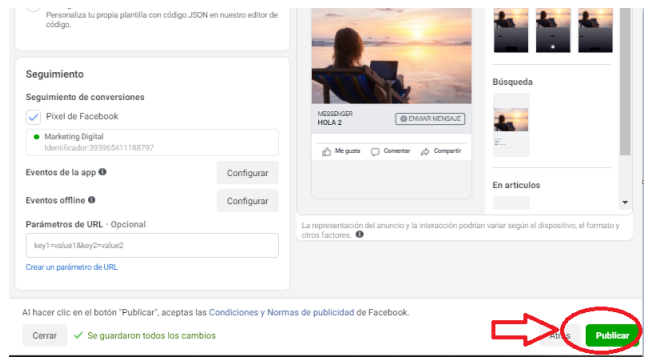 Personaliza tu propia plantilla con código JSON en nuestro editor de
código.
Seguimiento
Seguimiento de conversiones
Píxel de Facebook
Marketing Digital
Identificador:393965411188797
Eventos de la app
Configurar
Eventos offline
Configurar
Parámetros de URL · Opcional
key1=value1&key2=value2
Crear un parámetro de URL
MESSENGER
HOLA 2
ENVIAR MENSAJE
Me gusta
Comentar
Compartir
Búsqueda
En artículos
La representación del anuncio y la interacción podrían variar según el dispositivo, el formato y
otros factores.
Al hacer clic en el botón "Publicar", aceptas las Condiciones y Normas de publicidad de Facebook.
Cerrar
Se guardaron todos los cambios
Atrás
Publicar